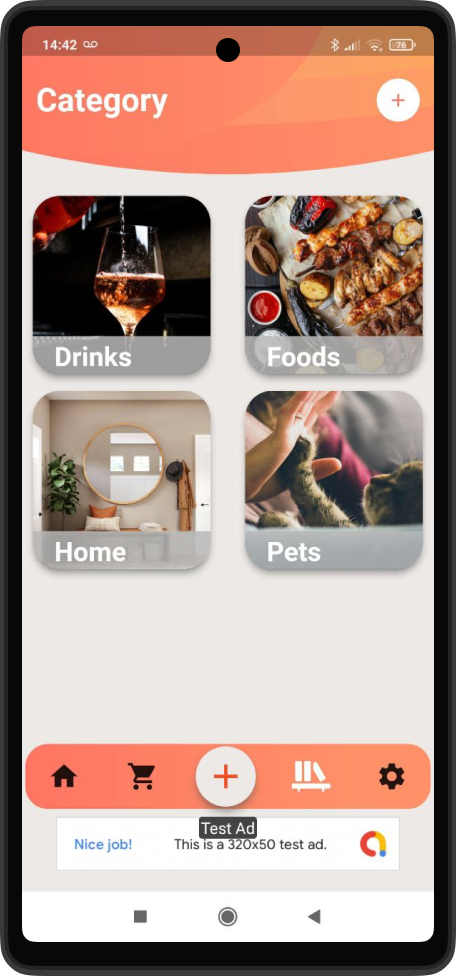 14:42
76
Category
Drinks
Foods
Home
Pets
Test Ad
Nice job! This is a 320x50 test ad.